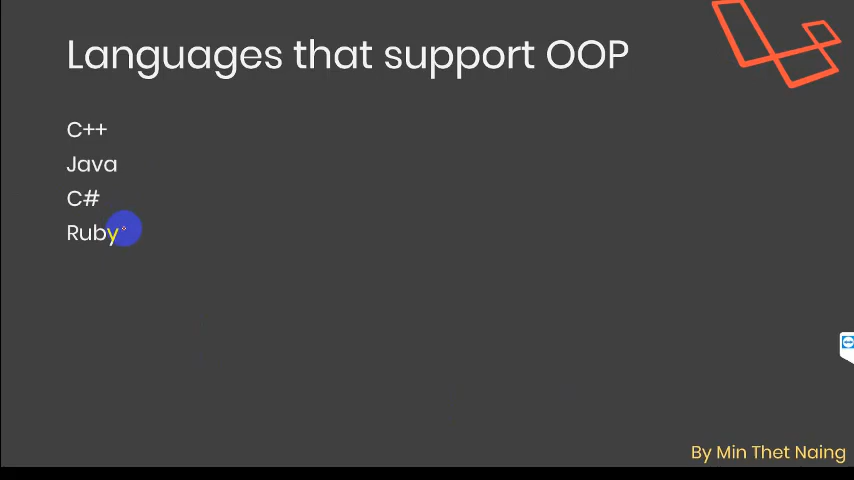 Languages that support OOP
C++
Java
C#
Ruby
By Min Thet Naing